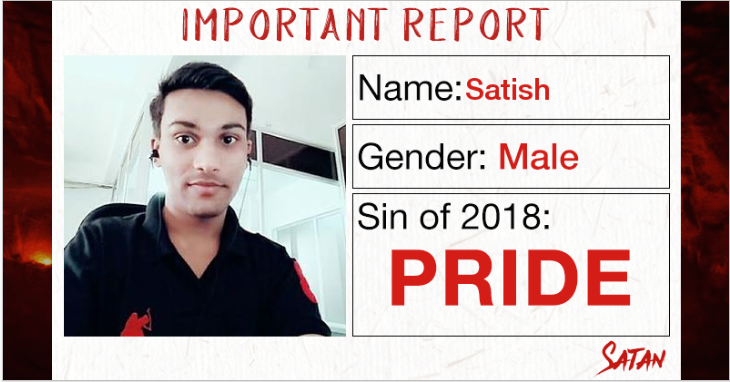 IMPORTANT REPORT
Name: Satish
Gender: Male
Sin of 2018:
PRIDE
SATAN